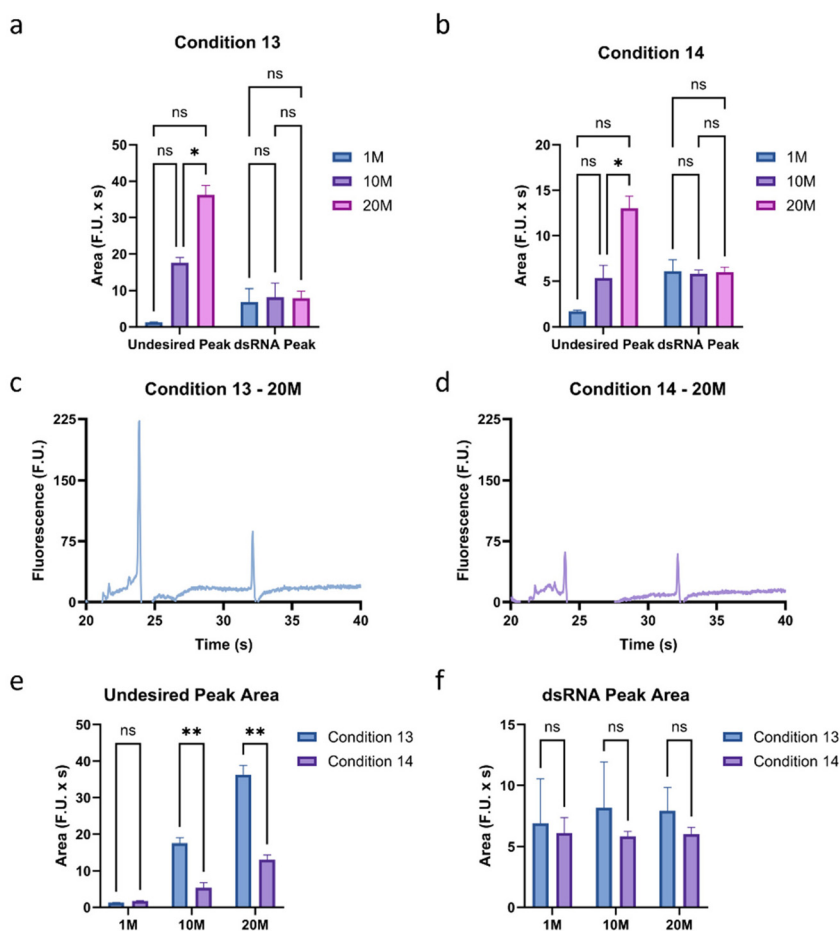 a
Condition 13
ns
ns
ns
ns
*
ns
ns
50
40
30
20
10
0
Area (F.U. x s)
Undesired Peak
dsRNA Peak
1M
10M
20M
b
Condition 14
ns
ns
ns
ns
*
ns
ns
20
15
10
5
0
Area (F.U. x s)
Undesired Peak
dsRNA Peak
1M
10M
20M
c
Condition 13 - 20M
225
150
75
0
Fluorescence (F.U.)
20
25
30
35
40
Time (s)
d
Condition 14 - 20M
225
150
75
0
Fluorescence (F.U.)
20
25
30
35
40
Time (s)
e
Undesired Peak Area
50
40
30
20
10
0
Area (F.U. x s)
ns
**
**
1M
10M
20M
Condition 13
Condition 14
f
dsRNA Peak Area
15
10
5
0
Area (F.U. x s)
ns
ns
ns
1M
10M
20M
Condition 13
Condition 14